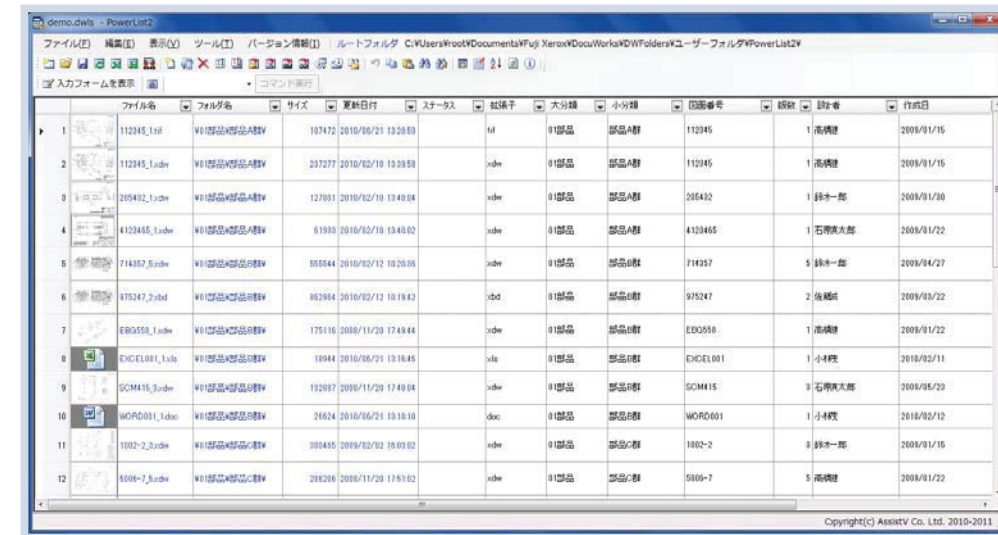 demo.dwls - PowerList2
ファイル(F) 編集(E) 表示(V) ツール(T) バージョン情報(I) ルートフォルダ C:¥Users¥root¥Documents¥Fuji Xerox¥DocuWorks¥DWFolders¥ユーザーフォルダ¥PowerList2¥
入力フォームを表示 コマンド実行
ファイル名 フォルダ名 サイズ 更新日付 ステータス 拡張子 大分類 小分類 図面番号 版数 設計者 作成日
1 112345_1.tif ¥01部品¥部品A群¥ 107472 2010/06/21 13:20:50 tif 01部品 部品A群 112345 1 高橋健 2009/01/15
2 112345_1.xdw ¥01部品¥部品A群¥ 237277 2010/02/10 13:39:58 xdw 01部品 部品A群 112345 1 高橋健 2009/01/15
3 205432_1.xdw ¥01部品¥部品A群¥ 127881 2010/02/10 13:40:04 xdw 01部品 部品A群 205432 1 鈴木一郎 2009/01/30
4 4123465_1.xdw ¥01部品¥部品A群¥ 2010/02/10 13:40:02 xdw 01部品 部品A群 4123465 1 石原真太郎 2009/01/22
5 714357_5.xdw ¥01部品¥部品B群¥ 555544 2010/02/12 10:20:36 xdw 01部品 部品B群 714357 5 鈴木一郎 2009/04/27
6 975247_2.xbd ¥01部品¥部品B群¥ 862964 2010/02/12 10:19:42 xbd 01部品 部品B群 975247 2 佐藤誠 2009/03/22
7 EBG558_1.xdw ¥01部品¥部品B群¥ 175116 2008/11/20 17:49:44 xdw 01部品 部品B群 EBG558 1 高橋健 2009/01/22
8 EXCEL001_1.xls ¥01部品¥部品B群¥ 18944 2010/06/21 13:16:46 xls 01部品 部品B群 EXCEL001 1 小林茂 2010/02/11
9 SCM415_3.xdw ¥01部品¥部品B群¥ 2008/11/20 17:49:04 xdw 01部品 部品B群 SCM415 3 石原真太郎 2009/05/23
10 WORD001_1.doc ¥01部品¥部品B群¥ 26624 2010/06/21 13:18:10 doc 01部品 部品B群 WORD001 1 小林茂 2010/02/12
11 1002-2_3.xdw ¥01部品¥部品C群¥ 2009/02/02 16:03:02 xdw 01部品 部品C群 1002-2 3 鈴木一郎 2009/01/15
12 5006-7_5.xdw ¥01部品¥部品C群¥ 2008/11/20 17:51:02 xdw 01部品 部品C群 5006-7 5 高橋健 2009/01/22
Copyright(c) AssistV Co. Ltd. 2010-2011